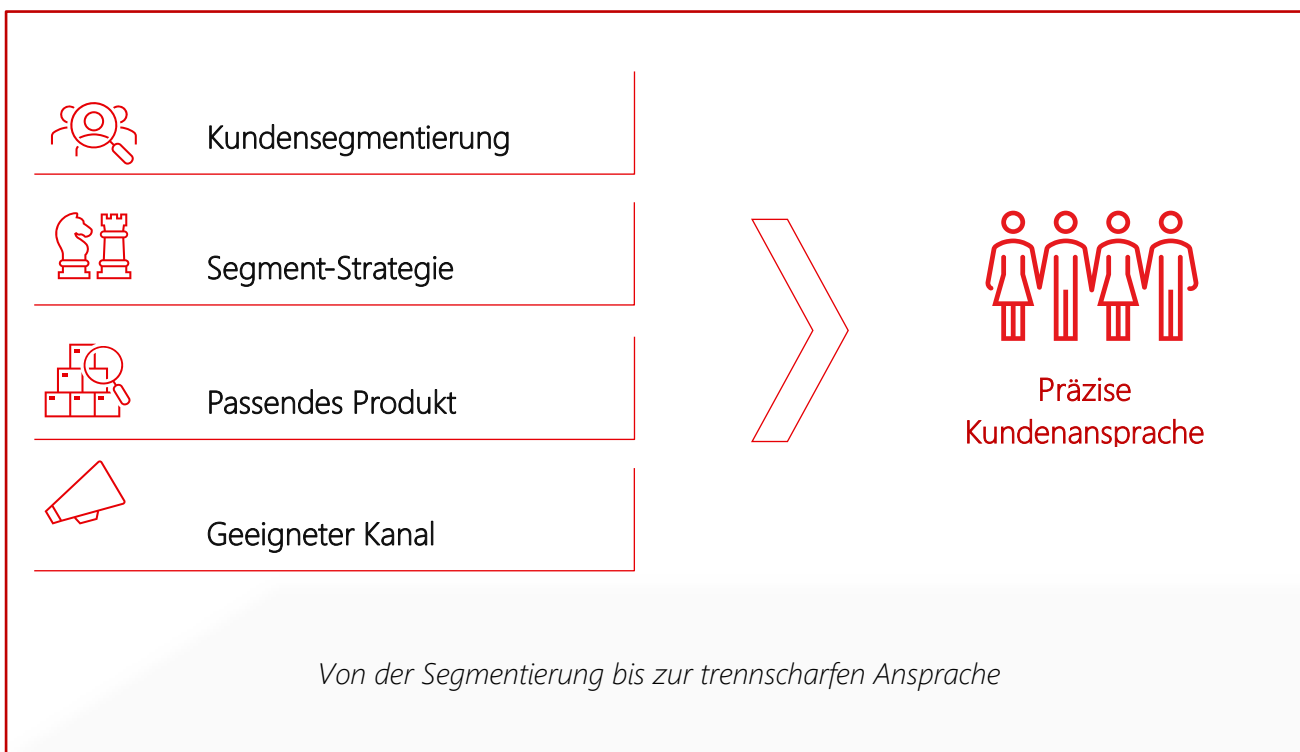 Kundensegmentierung
Segment-Strategie
Passendes Produkt
Geeigneter Kanal
Präzise
Kundenansprache
Von der Segmentierung bis zur trennscharfen Ansprache